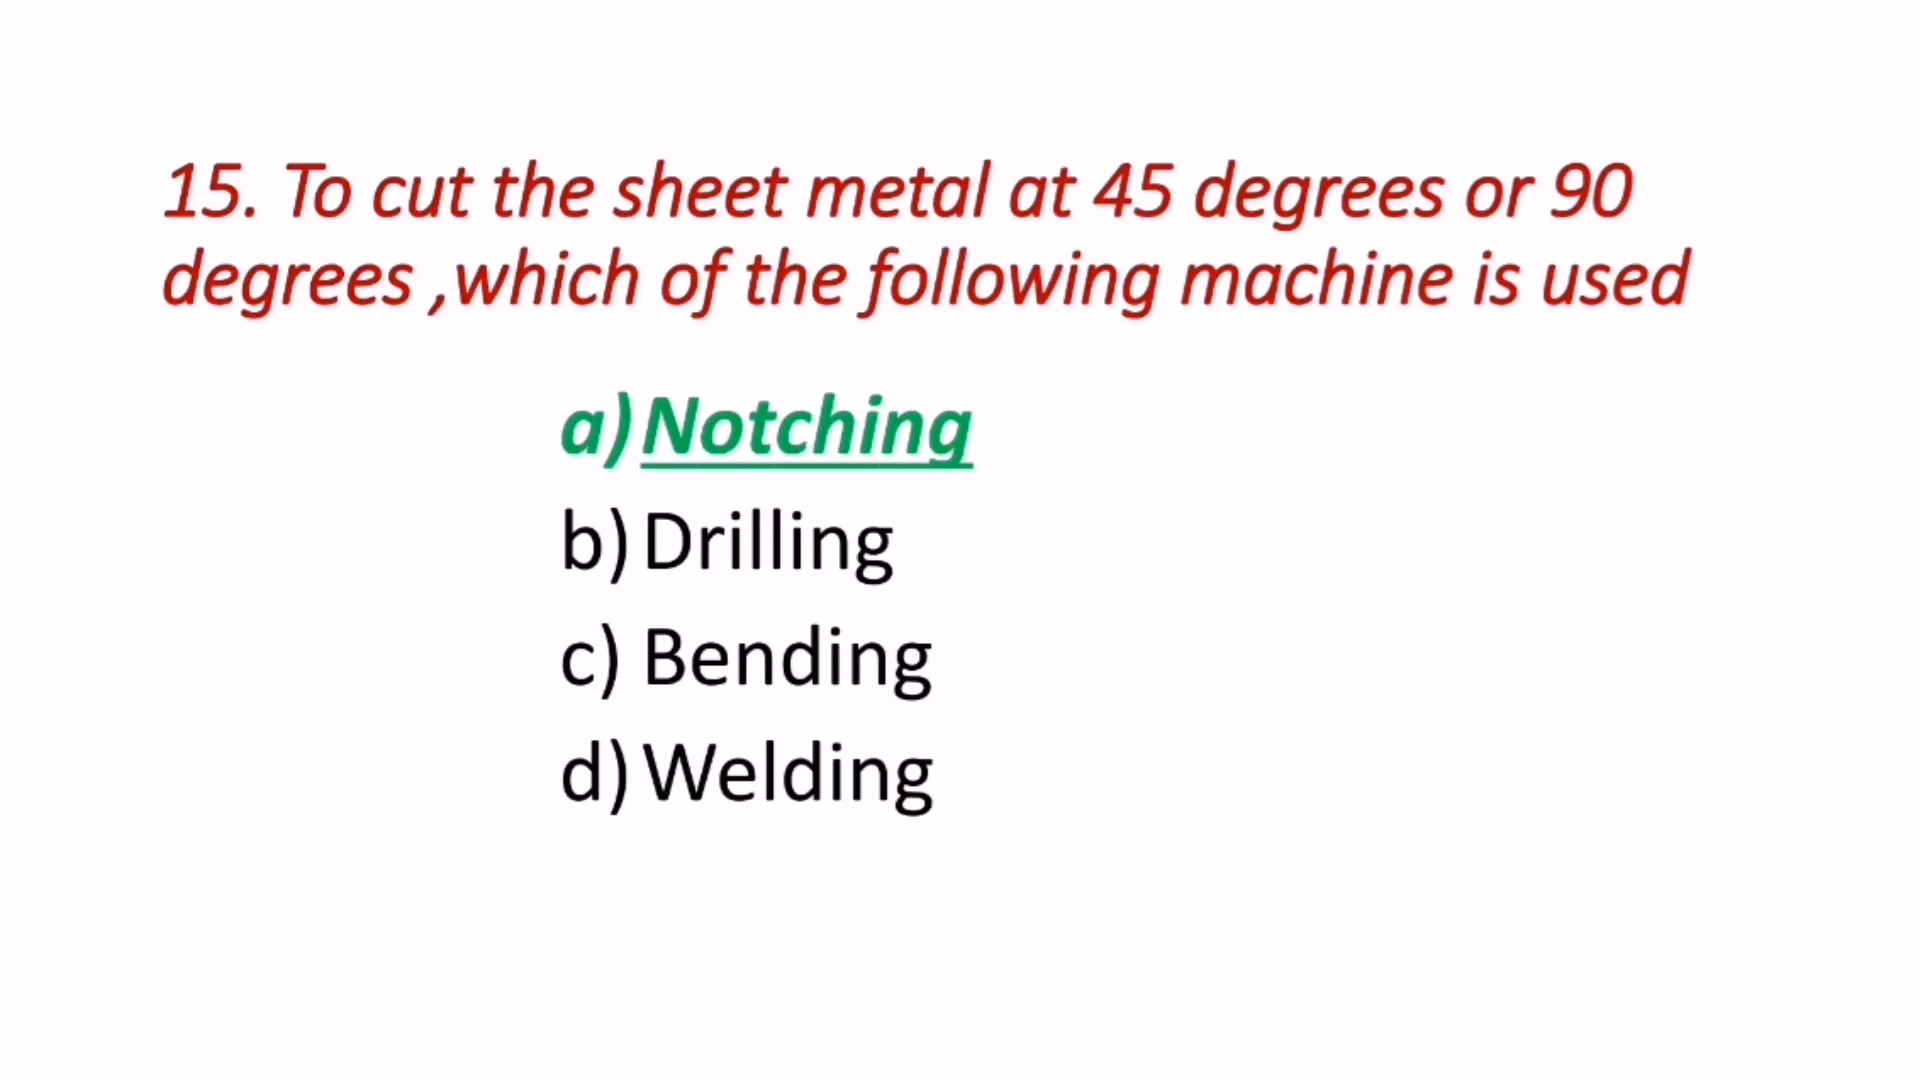 15. To cut the sheet metal at 45 degrees or 90
degrees ,which of the following machine is used
a) Notching
b) Drilling
c) Bending
d) Welding